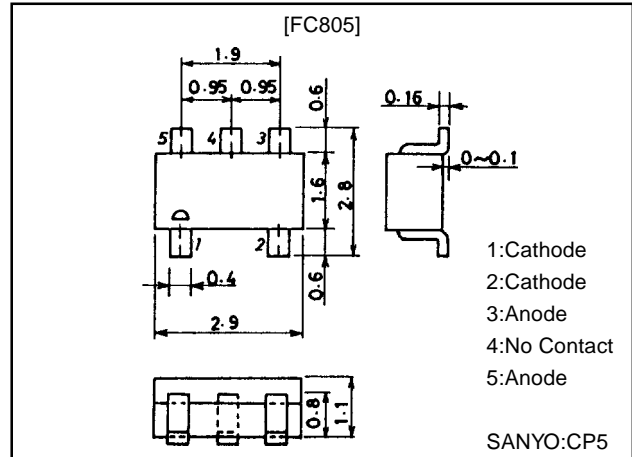 [FC805]
1.9
0.95 0.95
0.6
0.16
5 4 3
0~0.1
1.6
2.8
1 2
0.4
0.6
2.9
1:Cathode
2:Cathode
3:Anode
4:No Contact
5:Anode
0.8
1.1
SANYO:CP5